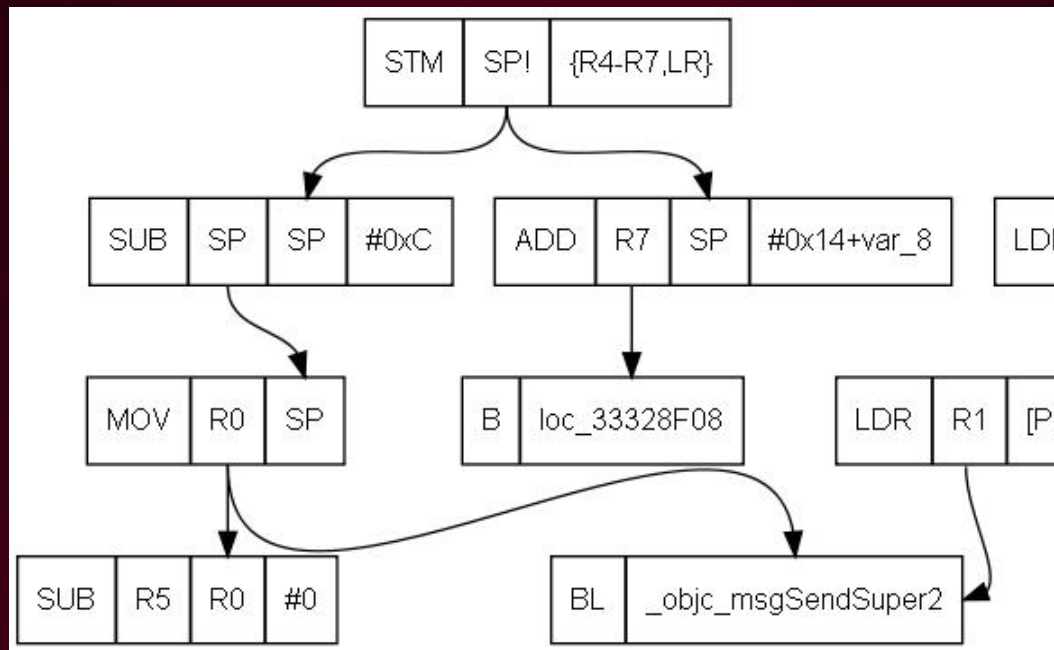 STM SP! {R4-R7,LR}
SUB SP SP #0xC ADD R7 SP #0x14+var_8
MOV R0 SP B loc_33328F08 LDR R1 [P
SUB R5 R0 #0 BL _objc_msgSendSuper2